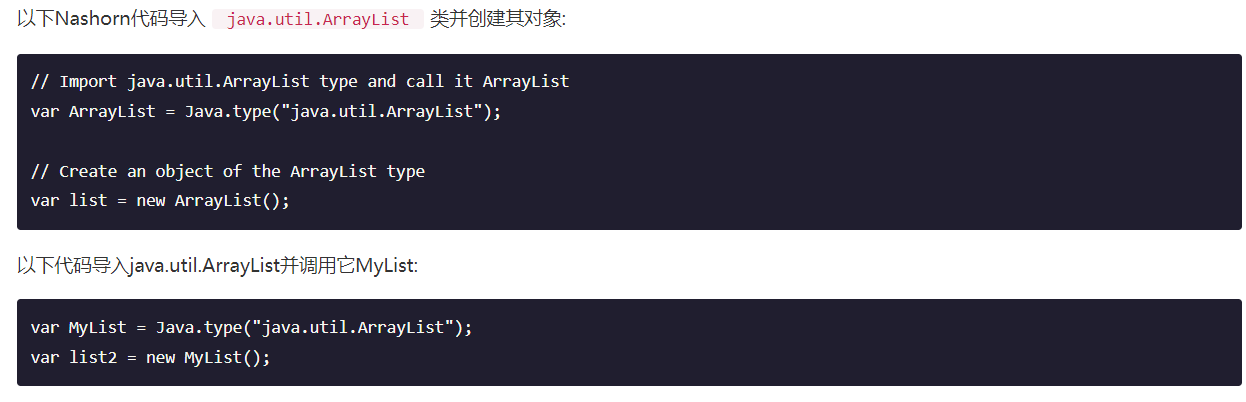 以下Nashorn代码导入 java.util.ArrayList 类并创建其对象:
// Import java.util.ArrayList type and call it ArrayList
var ArrayList = Java.type("java.util.ArrayList");
// Create an object of the ArrayList type
var list = new ArrayList();
以下代码导入java.util.ArrayList并调用它MyList:
var MyList = Java.type("java.util.ArrayList");
var list2 = new MyList();